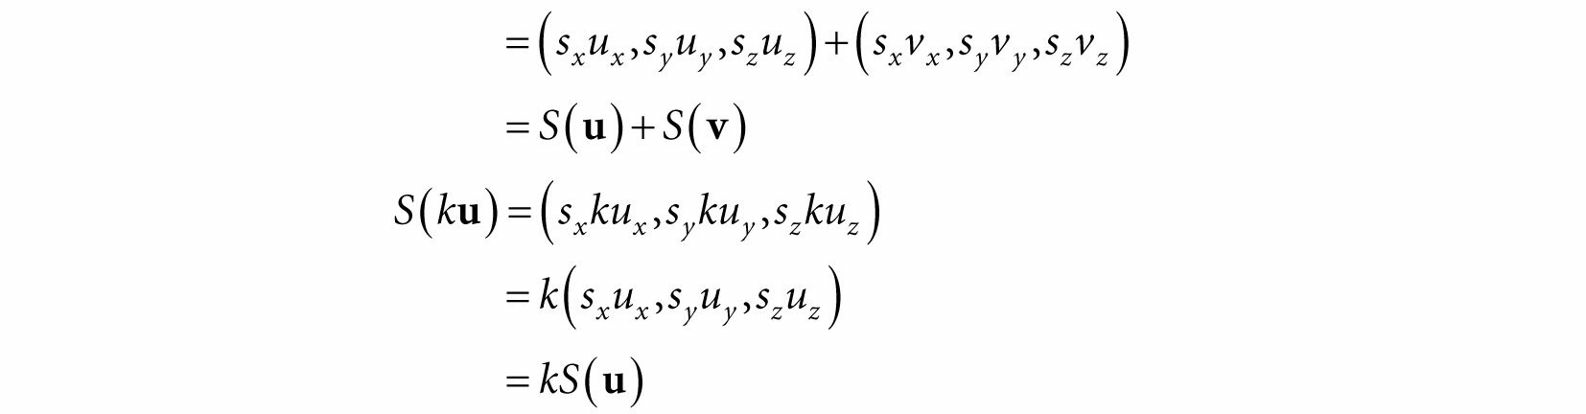 = (s_x u_x, s_y u_y, s_z u_z) + (s_x v_x, s_y v_y, s_z v_z)
= S(𝐮) + S(𝐯)
S(k𝐮) = (s_x ku_x, s_y ku_y, s_z ku_z)
= k(s_x u_x, s_y u_y, s_z u_z)
= kS(𝐮)